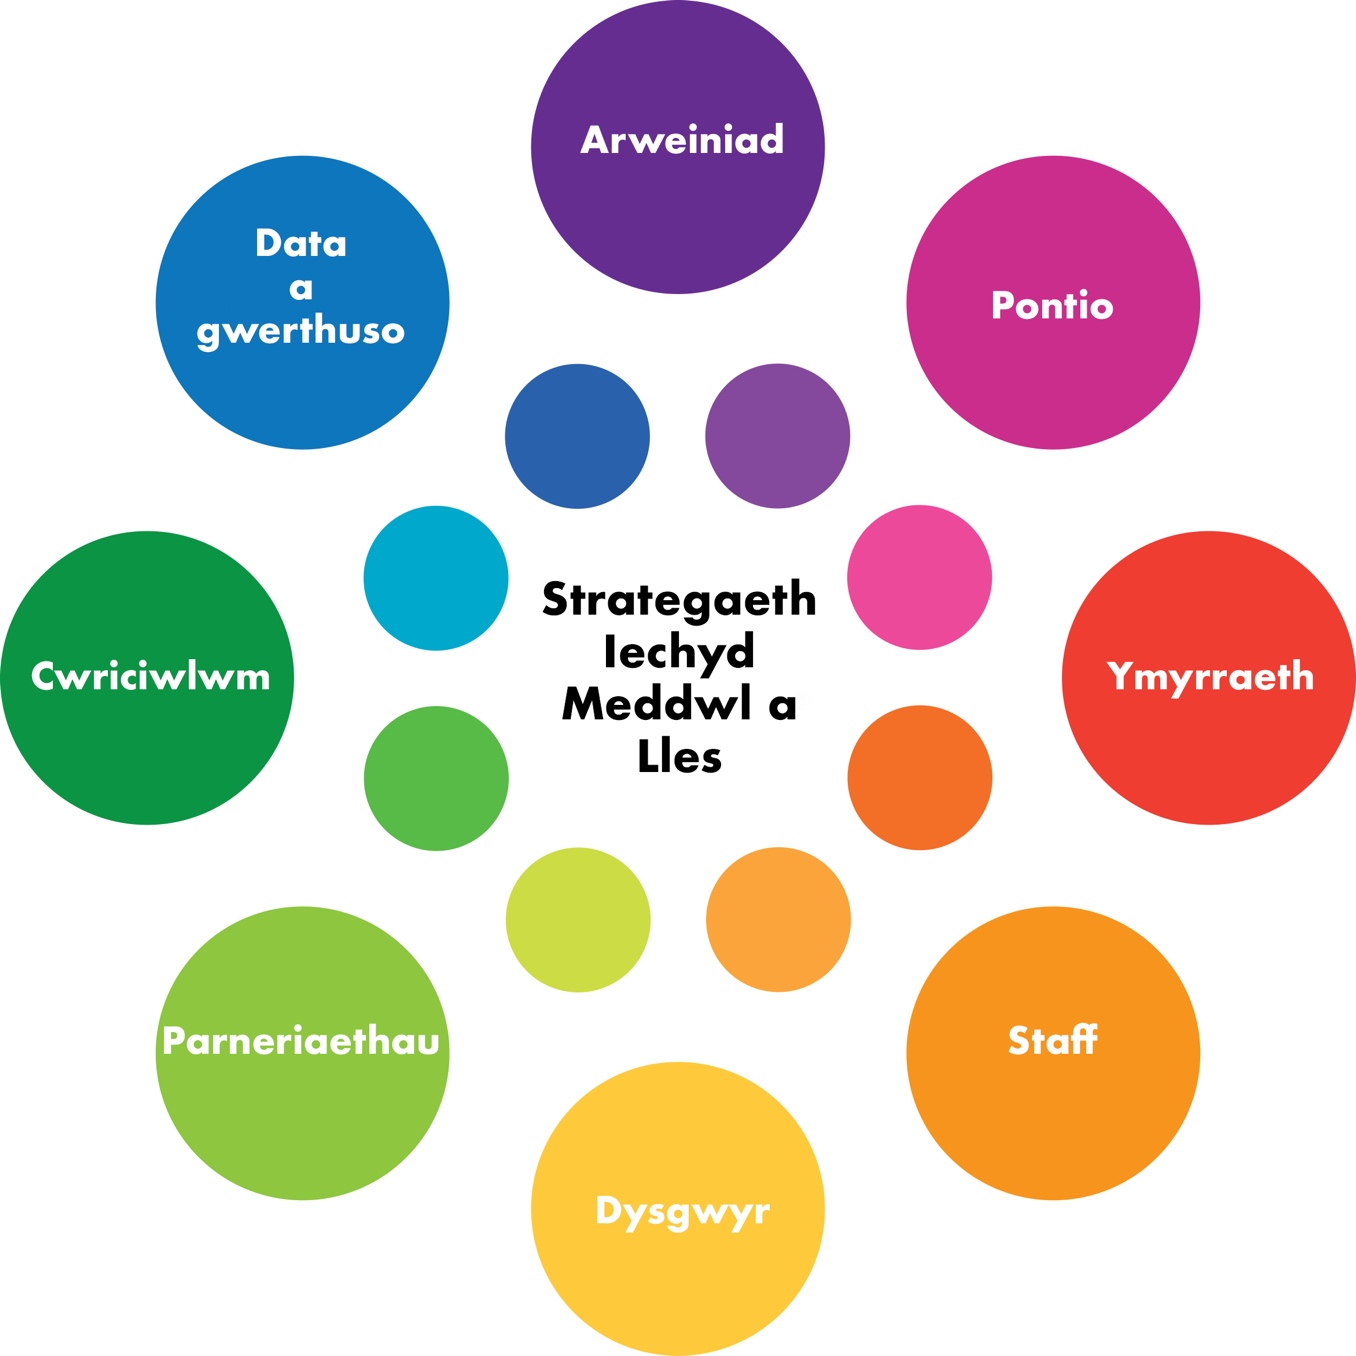 Arweiniad
Pontio
Ymyrraeth
Staff
Dysgwyr
Parneriaethau
Cwriciwlwm
Data
a
gwerthuso
Strategaeth
Iechyd
Meddwl a
Lles